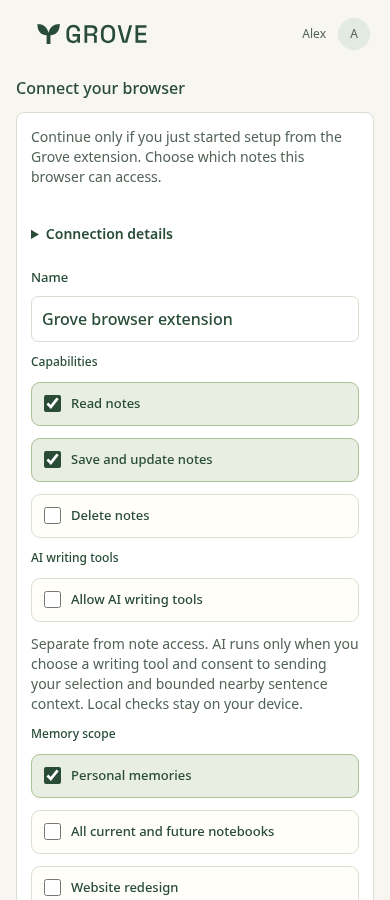 GROVE
Alex
A
Connect your browser
Continue only if you just started setup from the
Grove extension. Choose which notes this
browser can access.
Connection details
Name
Grove browser extension
Capabilities
Read notes
Save and update notes
Delete notes
AI writing tools
Allow AI writing tools
Separate from note access. AI runs only when you
choose a writing tool and consent to sending
your selection and bounded nearby sentence
context. Local checks stay on your device.
Memory scope
Personal memories
All current and future notebooks
Website redesign